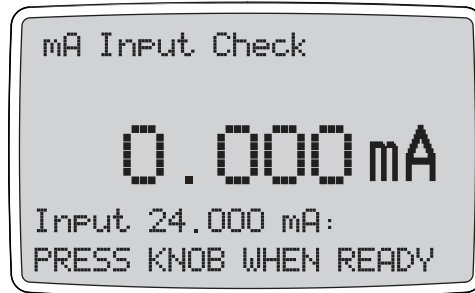 mA Input Check
0.000 mA
Input 24.000 mA:
PRESS KNOB WHEN READY